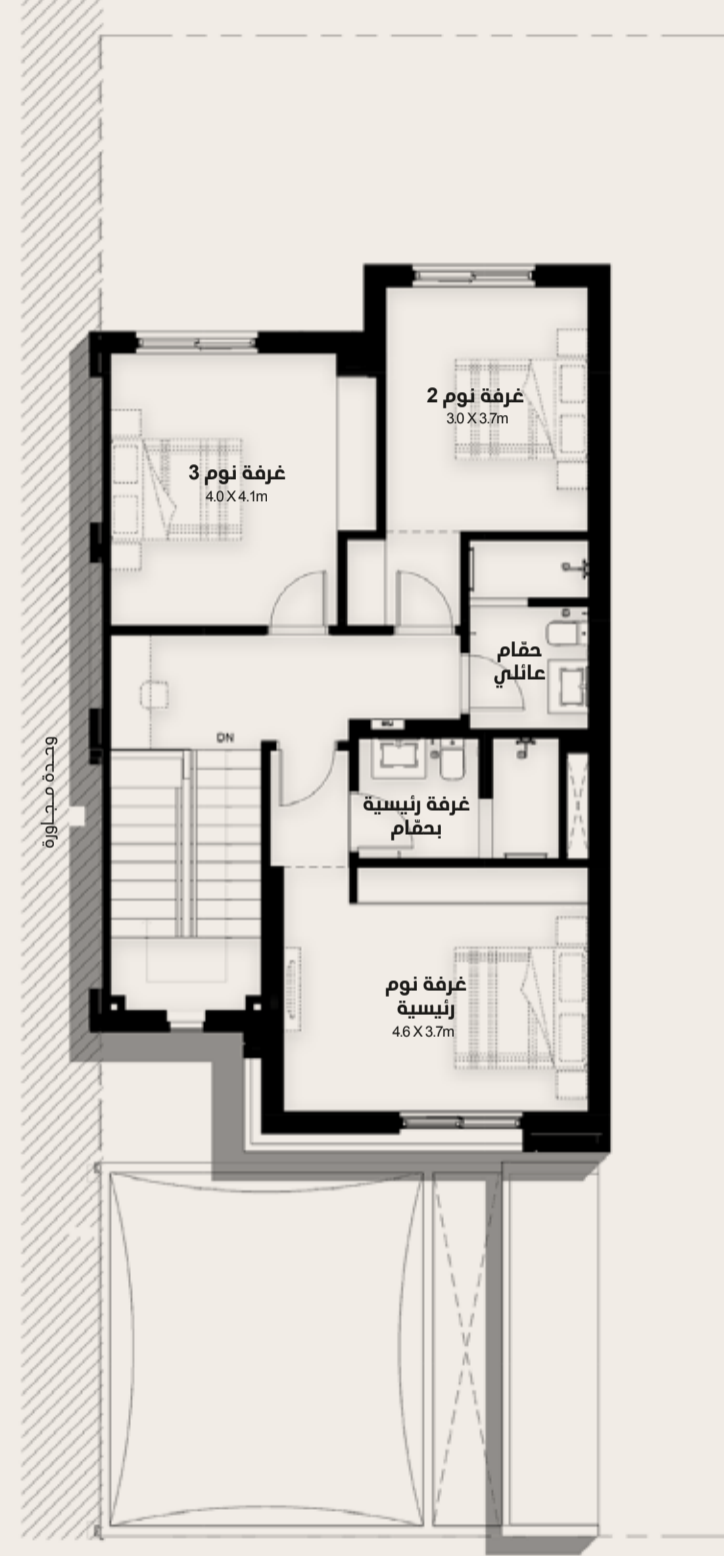 غرفة نوم 2
3.0 X 3.7m
غرفة نوم 3
4.0 X 4.1m
حمّام
عائلي
DN
وحدة مجاورة
غرفة رئيسية
بحمّام
غرفة نوم
رئيسية
4.6 X 3.7m